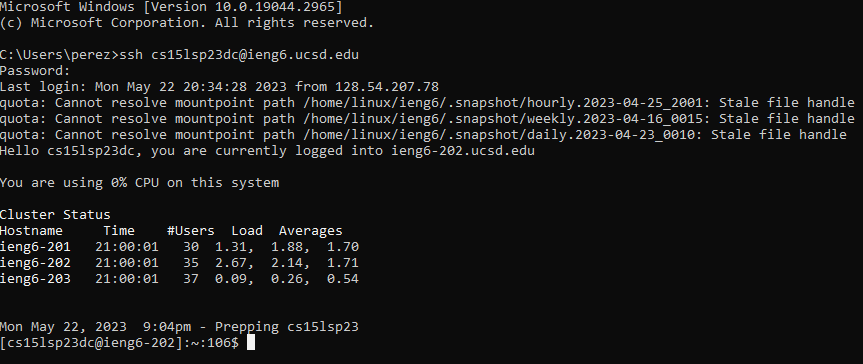 Microsoft Windows [Version 10.0.19044.2965]
(c) Microsoft Corporation. All rights reserved.
C:\Users\perez>ssh cs15lsp23dc@ieng6.ucsd.edu
Password:
Last login: Mon May 22 20:34:28 2023 from 128.54.207.78
quota: Cannot resolve mountpoint path /home/linux/ieng6/.snapshot/hourly.2023-04-25_2001: Stale file handle
quota: Cannot resolve mountpoint path /home/linux/ieng6/.snapshot/weekly.2023-04-16_0015: Stale file handle
quota: Cannot resolve mountpoint path /home/linux/ieng6/.snapshot/daily.2023-04-23_0010: Stale file handle
Hello cs15lsp23dc, you are currently logged into ieng6-202.ucsd.edu
You are using 0% CPU on this system
Cluster Status
Hostname     Time    #Users  Load  Averages
ieng6-201   21:00:01   30  1.31,  1.88,  1.70
ieng6-202   21:00:01   35  2.67,  2.14,  1.71
ieng6-203   21:00:01   37  0.09,  0.26,  0.54
Mon May 22, 2023  9:04pm - Prepping cs15lsp23
[cs15lsp23dc@ieng6-202]:~:106$